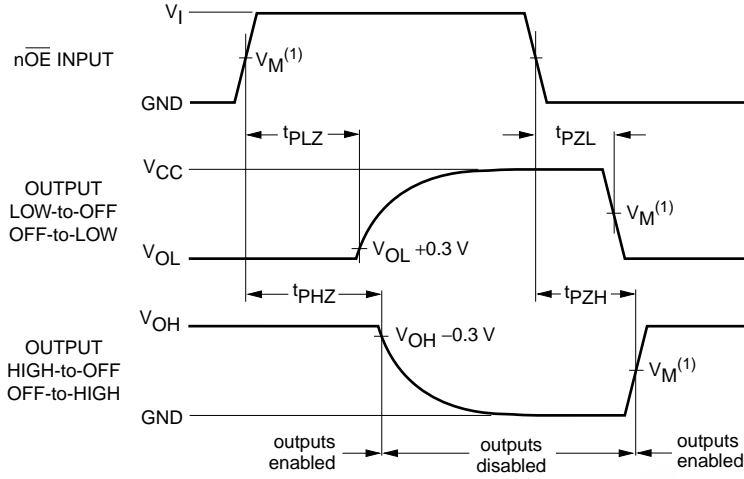 V_I
nO̅E̅ INPUT
V_M^(1)
GND
t_PLZ
t_PZL
V_CC
OUTPUT
LOW-to-OFF
OFF-to-LOW
V_M^(1)
V_OL
V_OL +0.3 V
t_PHZ
t_PZH
V_OH
V_OH −0.3 V
OUTPUT
HIGH-to-OFF
OFF-to-HIGH
V_M^(1)
GND
outputs
enabled
outputs
disabled
outputs
enabled